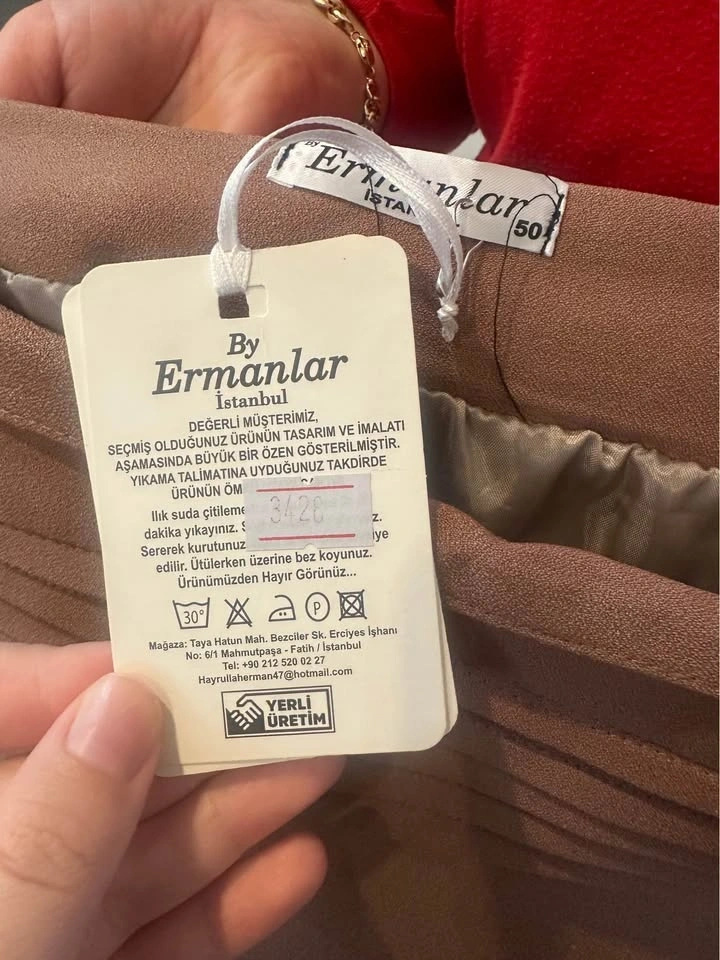 By
Ermanlar
İSTAN
50
By
Ermanlar
İstanbul
DEĞERLİ MÜŞTERİMİZ,
SEÇMİŞ OLDUĞUNUZ ÜRÜNÜN TASARIM VE İMALATI
AŞAMASINDA BÜYÜK BİR ÖZEN GÖSTERİLMİŞTİR.
YIKAMA TALİMATINA UYDUĞUNUZ TAKDİRDE
ÜRÜNÜN
3428
Ilık suda
dakika yıkayınız.
Sererek kurutunuz
edilir. Ütülerken üzerine bez koyunuz.
Ürünümüzden Hayır Görünüz...
30°
P
Mağaza: Taya Hatun Mah. Bezciler Sk. Erciyes İşhanı
No: 6/1 Mahmutpaşa - Fatih / İstanbul
Tel: +90 212 520 02 27
Hayrullaherman47@hotmail.com
YERLİ
ÜRETİM